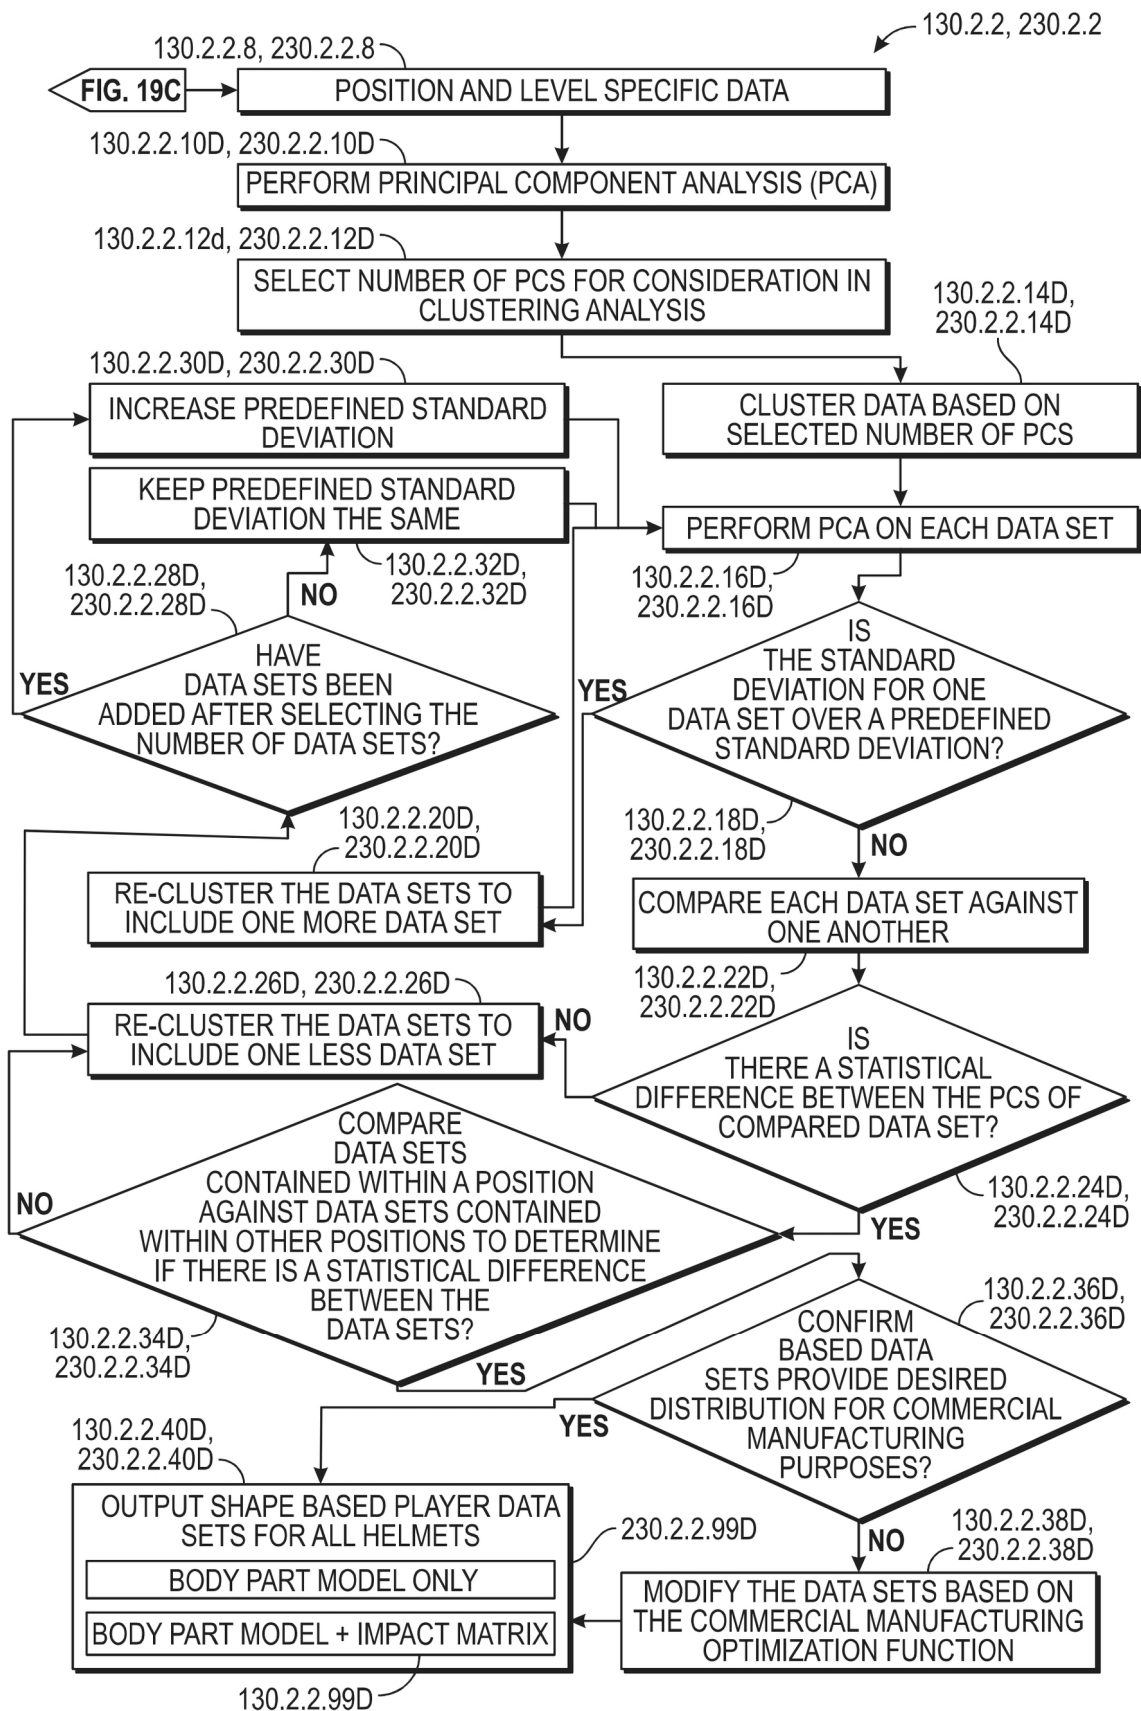 130.2.2, 230.2.2
130.2.2.8, 230.2.2.8
FIG. 19C
POSITION AND LEVEL SPECIFIC DATA
130.2.2.10D, 230.2.2.10D
PERFORM PRINCIPAL COMPONENT ANALYSIS (PCA)
130.2.2.12d, 230.2.2.12D
SELECT NUMBER OF PCS FOR CONSIDERATION IN
CLUSTERING ANALYSIS
130.2.2.14D,
230.2.2.14D
CLUSTER DATA BASED ON
SELECTED NUMBER OF PCS
130.2.2.30D, 230.2.2.30D
INCREASE PREDEFINED STANDARD
DEVIATION
KEEP PREDEFINED STANDARD
DEVIATION THE SAME
130.2.2.32D,
230.2.2.32D
PERFORM PCA ON EACH DATA SET
130.2.2.16D,
230.2.2.16D
130.2.2.28D,
230.2.2.28D
NO
HAVE
DATA SETS BEEN
ADDED AFTER SELECTING THE
NUMBER OF DATA SETS?
YES
IS
THE STANDARD
DEVIATION FOR ONE
DATA SET OVER A PREDEFINED
STANDARD DEVIATION?
YES
130.2.2.18D,
230.2.2.18D
NO
130.2.2.20D,
230.2.2.20D
RE-CLUSTER THE DATA SETS TO
INCLUDE ONE MORE DATA SET
COMPARE EACH DATA SET AGAINST
ONE ANOTHER
130.2.2.22D,
230.2.2.22D
130.2.2.26D, 230.2.2.26D
RE-CLUSTER THE DATA SETS TO
INCLUDE ONE LESS DATA SET
NO
IS
THERE A STATISTICAL
DIFFERENCE BETWEEN THE PCS OF
COMPARED DATA SET?
130.2.2.24D,
230.2.2.24D
YES
COMPARE
DATA SETS
CONTAINED WITHIN A POSITION
AGAINST DATA SETS CONTAINED
WITHIN OTHER POSITIONS TO DETERMINE
IF THERE IS A STATISTICAL DIFFERENCE
BETWEEN THE
DATA SETS?
NO
130.2.2.34D,
230.2.2.34D
YES
130.2.2.36D,
230.2.2.36D
CONFIRM
BASED DATA
SETS PROVIDE DESIRED
DISTRIBUTION FOR COMMERCIAL
MANUFACTURING
PURPOSES?
YES
130.2.2.40D,
230.2.2.40D
OUTPUT SHAPE BASED PLAYER DATA
SETS FOR ALL HELMETS
BODY PART MODEL ONLY
BODY PART MODEL + IMPACT MATRIX
230.2.2.99D
130.2.2.99D
NO
130.2.2.38D,
230.2.2.38D
MODIFY THE DATA SETS BASED ON
THE COMMERCIAL MANUFACTURING
OPTIMIZATION FUNCTION